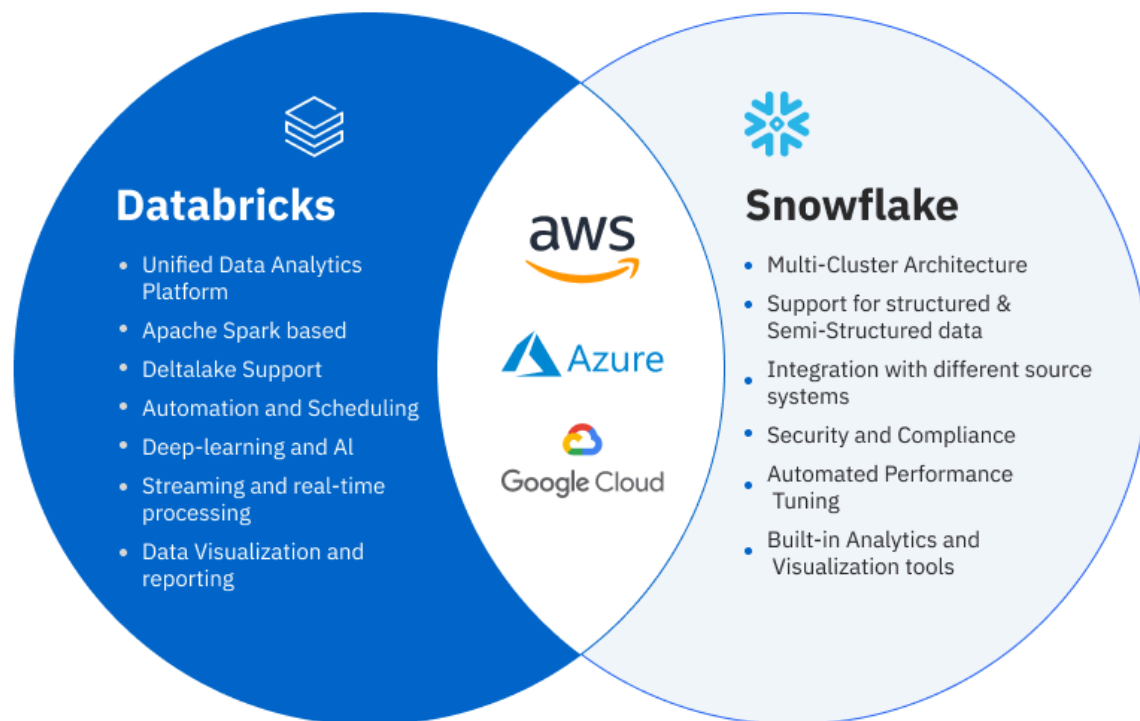 Databricks
• Unified Data Analytics
Platform
• Apache Spark based
• Deltalake Support
• Automation and Scheduling
• Deep-learning and Al
• Streaming and real-time
processing
• Data Visualization and
reporting
aws
Azure
Google Cloud
Snowflake
• Multi-Cluster Architecture
• Support for structured &
Semi-Structured data
• Integration with different source
systems
• Security and Compliance
• Automated Performance
Tuning
• Built-in Analytics and
Visualization tools